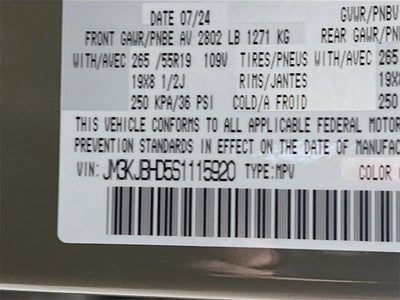 DATE 07/24 GVWR/PNBV
FRONT GAWR/PNBE AV 2802 LB 1271 KG REAR GAWR/PN
WITH/AVEC 265 /55R19 109V TIRES/PNEUS WITH/AVEC 265
19X8 1/2J RIMS/JANTES 19X
250 KPA/36 PSI COLD/A FROID 250
THIS VEHICLE CONFORMS TO ALL APPLICABLE FEDERAL MOTOR
PREVENTION STANDARDS IN EFFECT ON THE DATE OF MANUFAC
VIN: JM3KJBHD5S1115920 TYPE:MPV COLOR